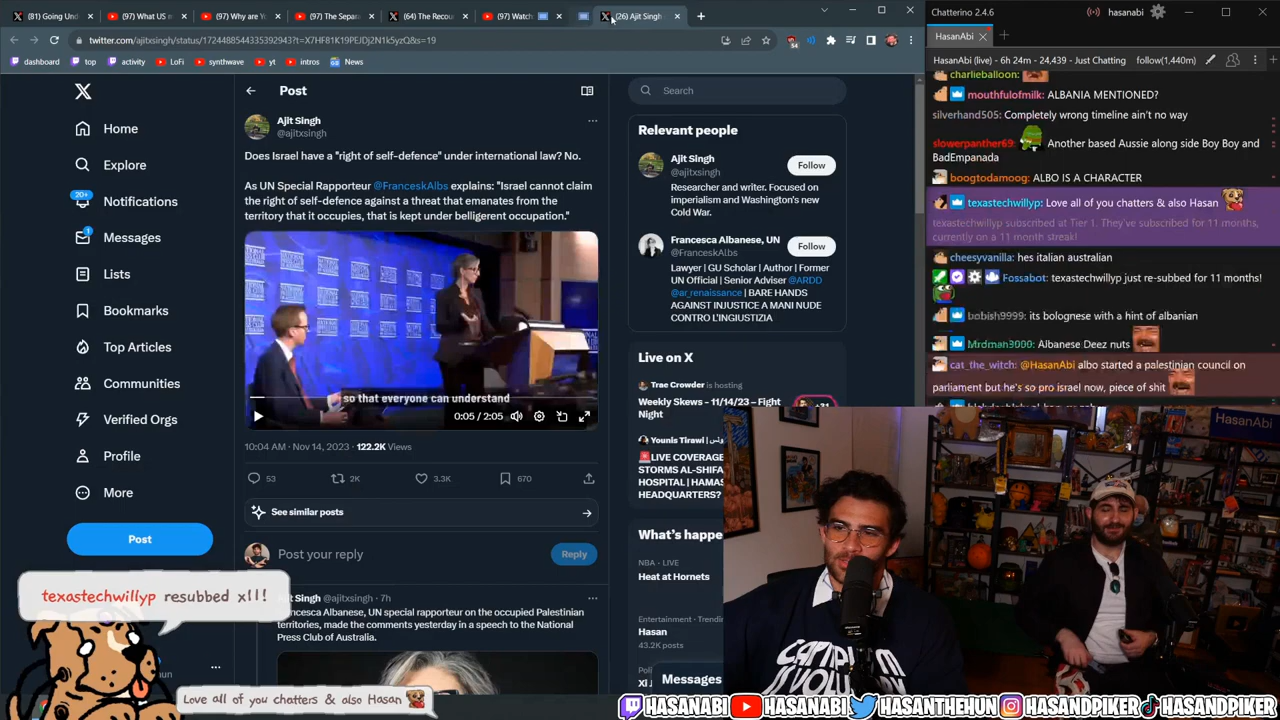 (81) Going Und
(97) What US n
(97) Why are Y
(97) The Separa
(64) The Recou
(97) Watch
(26) Ajit Singh
twitter.com/ajitxsingh/status/1724488544335392943?t=X7HF81K19PEJDj2N1k5yzQ&s=19
dashboard
top
activity
LoFi
synthwave
yt
intros
News
Home
Explore
20+
Notifications
1
Messages
Lists
Bookmarks
Top Articles
Communities
Verified Orgs
Profile
More
Post
Post
Ajit Singh
@ajitxsingh
Does Israel have a "right of self-defence" under international law? No.
As UN Special Rapporteur @FranceskAlbs explains: "Israel cannot claim
the right of self-defence against a threat that emanates from the
territory that it occupies, that is kept under belligerent occupation."
so that everyone can understand
0:05 / 2:05
10:04 AM · Nov 14, 2023 · 122.2K Views
53
2K
3.3K
670
See similar posts
Post your reply
Reply
@ajitxsingh · 7h
Francesca Albanese, UN special rapporteur on the occupied Palestinian
territories, made the comments yesterday in a speech to the National
Press Club of Australia.
Search
Relevant people
Ajit Singh
@ajitxsingh
Follow
Researcher and writer. Focused on
imperialism and Washington's new
Cold War.
Francesca Albanese, UN
@FranceskAlbs
Follow
Lawyer | GU Scholar | Author | Former
UN Official | Senior Adviser @ARDD
@ar_renaissance | BARE HANDS
AGAINST INJUSTICE A MANI NUDE
CONTRO L'INGIUSTIZIA
Live on X
Trae Crowder is hosting
Weekly Skews – 11/14/23 – Fight
Night
+31
Younis Tirawi |
LIVE COVERAGE
STORMS AL-SHIFA
HOSPITAL | HAMAS
HEADQUARTERS?
What's happe
NBA · LIVE
Heat at Hornets
Entertainment · Trendin
Hasan
43.2K posts
Messages
Chatterino 2.4.6
hasanabi
HasanAbi
HasanAbi (live) - 6h 24m - 24,439 - Just Chatting
follow(1,440m)
charlieballoon:
mouthfulofmilk: ALBANIA MENTIONED?
silverhand505: Completely wrong timeline ain't no way
slowerpanther69: Another based Aussie along side Boy Boy and
BadEmpanada
boogtodamoog: ALBO IS A CHARACTER
texastechwillyp: Love all of you chatters & also Hasan
texastechwillyp subscribed at Tier 1. They've subscribed for 11 months,
currently on a 11 month streak!
cheesyvanilla: hes italian australian
Fossabot: texastechwillyp just re-subbed for 11 months!
babish9999: its bolognese with a hint of albanian
Mrdman3000: Albanese Deez nuts
cat_the_witch: @HasanAbi albo started a palestinian council on
parliament but he's so pro israel now, piece of shit
HasanAbi
texastechwillyp resubbed x11!
Love all of you chatters & also Hasan
HASANABI
HASANABI
HASANTHEHUN
HASANDPIKER
HASANDPIKER